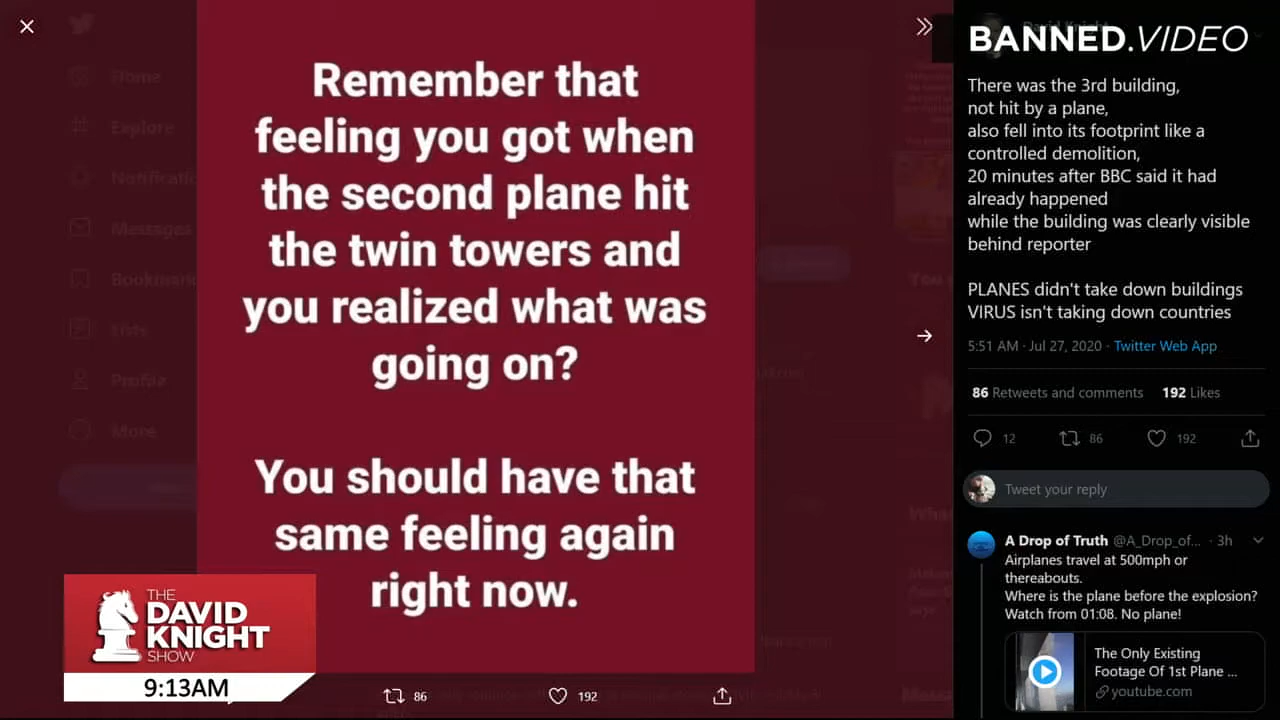 Remember that
feeling you got when
the second plane hit
the twin towers and
you realized what was
going on?
You should have that
same feeling again
right now.
86
192
THE
DAVID
KNIGHT
SHOW
9:13AM
Home
Explore
Messages
Lists
Profile
More
BANNED.VIDEO
There was the 3rd building,
not hit by a plane,
also fell into its footprint like a
controlled demolition,
20 minutes after BBC said it had
already happened
while the building was clearly visible
behind reporter
PLANES didn't take down buildings
VIRUS isn't taking down countries
5:51 AM · Jul 27, 2020 · Twitter Web App
86 Retweets and comments 192 Likes
12 86 192
Tweet your reply
A Drop of Truth @A_Drop_of... · 3h
Airplanes travel at 500mph or
thereabouts.
Where is the plane before the explosion?
Watch from 01:08. No plane!
The Only Existing
Footage Of 1st Plane ...
youtube.com